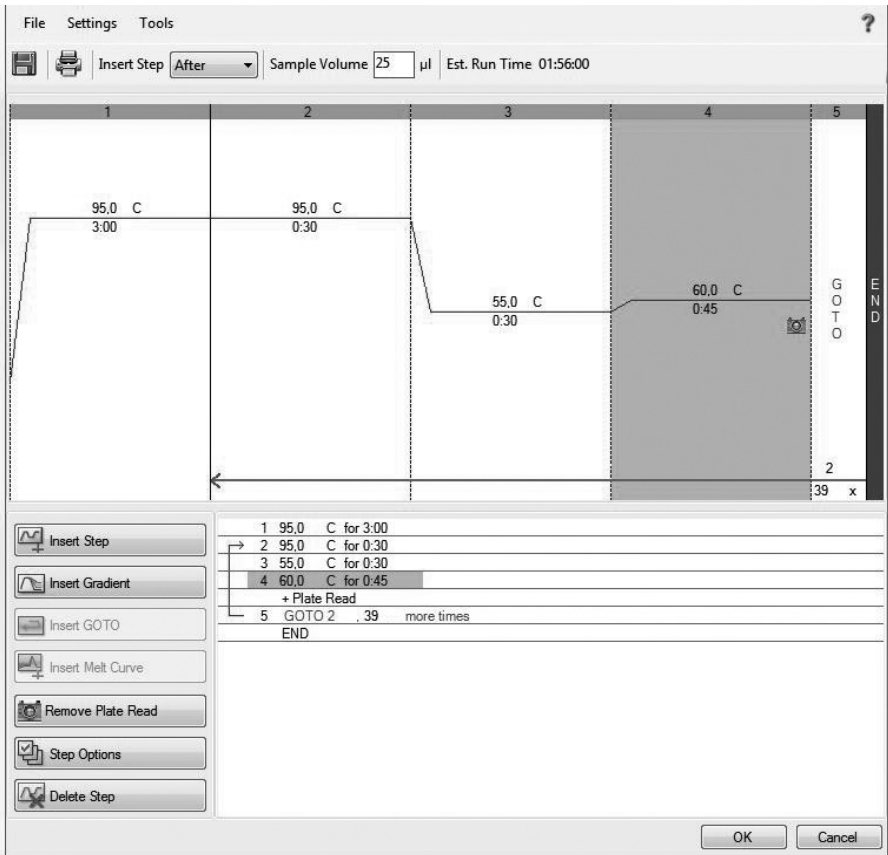 File Settings Tools ?
Insert Step After Sample Volume 25 µl Est. Run Time 01:56:00
1 2 3 4 5
95,0 C
3:00
95,0 C
0:30
55,0 C
0:30
60,0 C
0:45
GOTO
END
2
39 x
Insert Step
Insert Gradient
Insert GOTO
Insert Melt Curve
Remove Plate Read
Step Options
Delete Step
1 95,0 C for 3:00
2 95,0 C for 0:30
3 55,0 C for 0:30
4 60,0 C for 0:45
+ Plate Read
5 GOTO 2 , 39 more times
END
OK Cancel